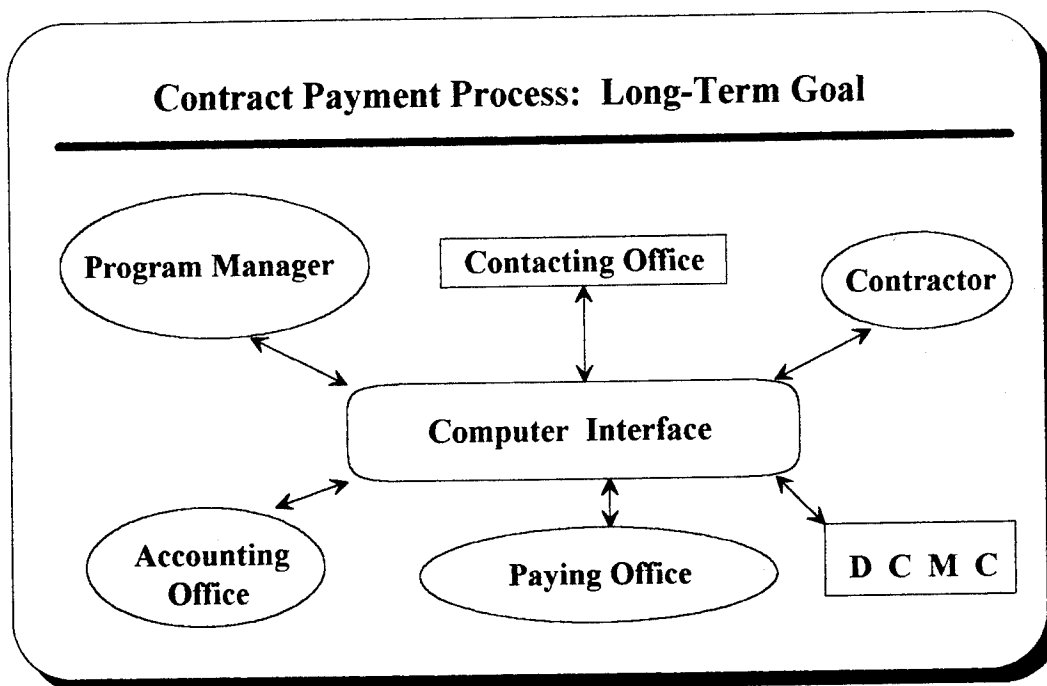 Contract Payment Process: Long-Term Goal
Program Manager
Contacting Office
Contractor
Computer Interface
Accounting
Office
Paying Office
D C M C